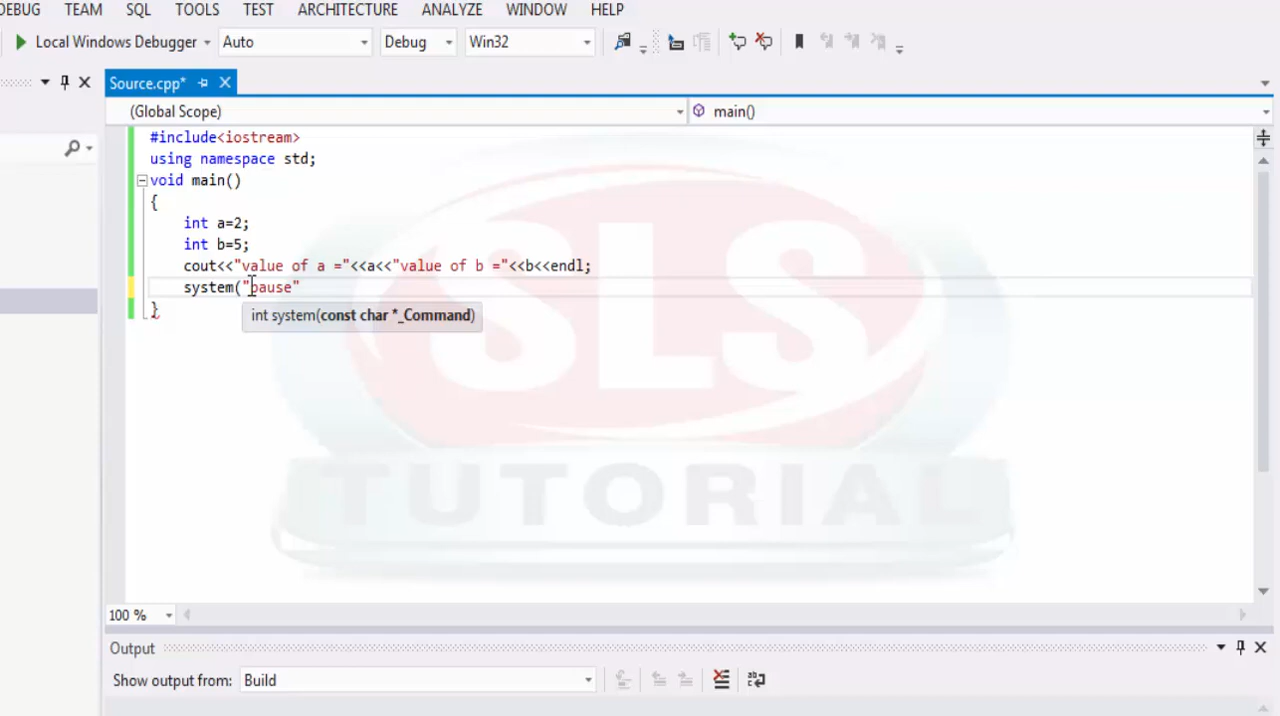 DEBUG TEAM SQL TOOLS TEST ARCHITECTURE ANALYZE WINDOW HELP
Local Windows Debugger Auto Debug Win32
Source.cpp*
(Global Scope) main()
#include<iostream>
using namespace std;
void main()
{
int a=2;
int b=5;
cout<<"value of a ="<<a<<"value of b ="<<b<<endl;
system("pause"
int system(const char *_Command)
}
SLS
TUTORIAL
100 %
Output
Show output from: Build